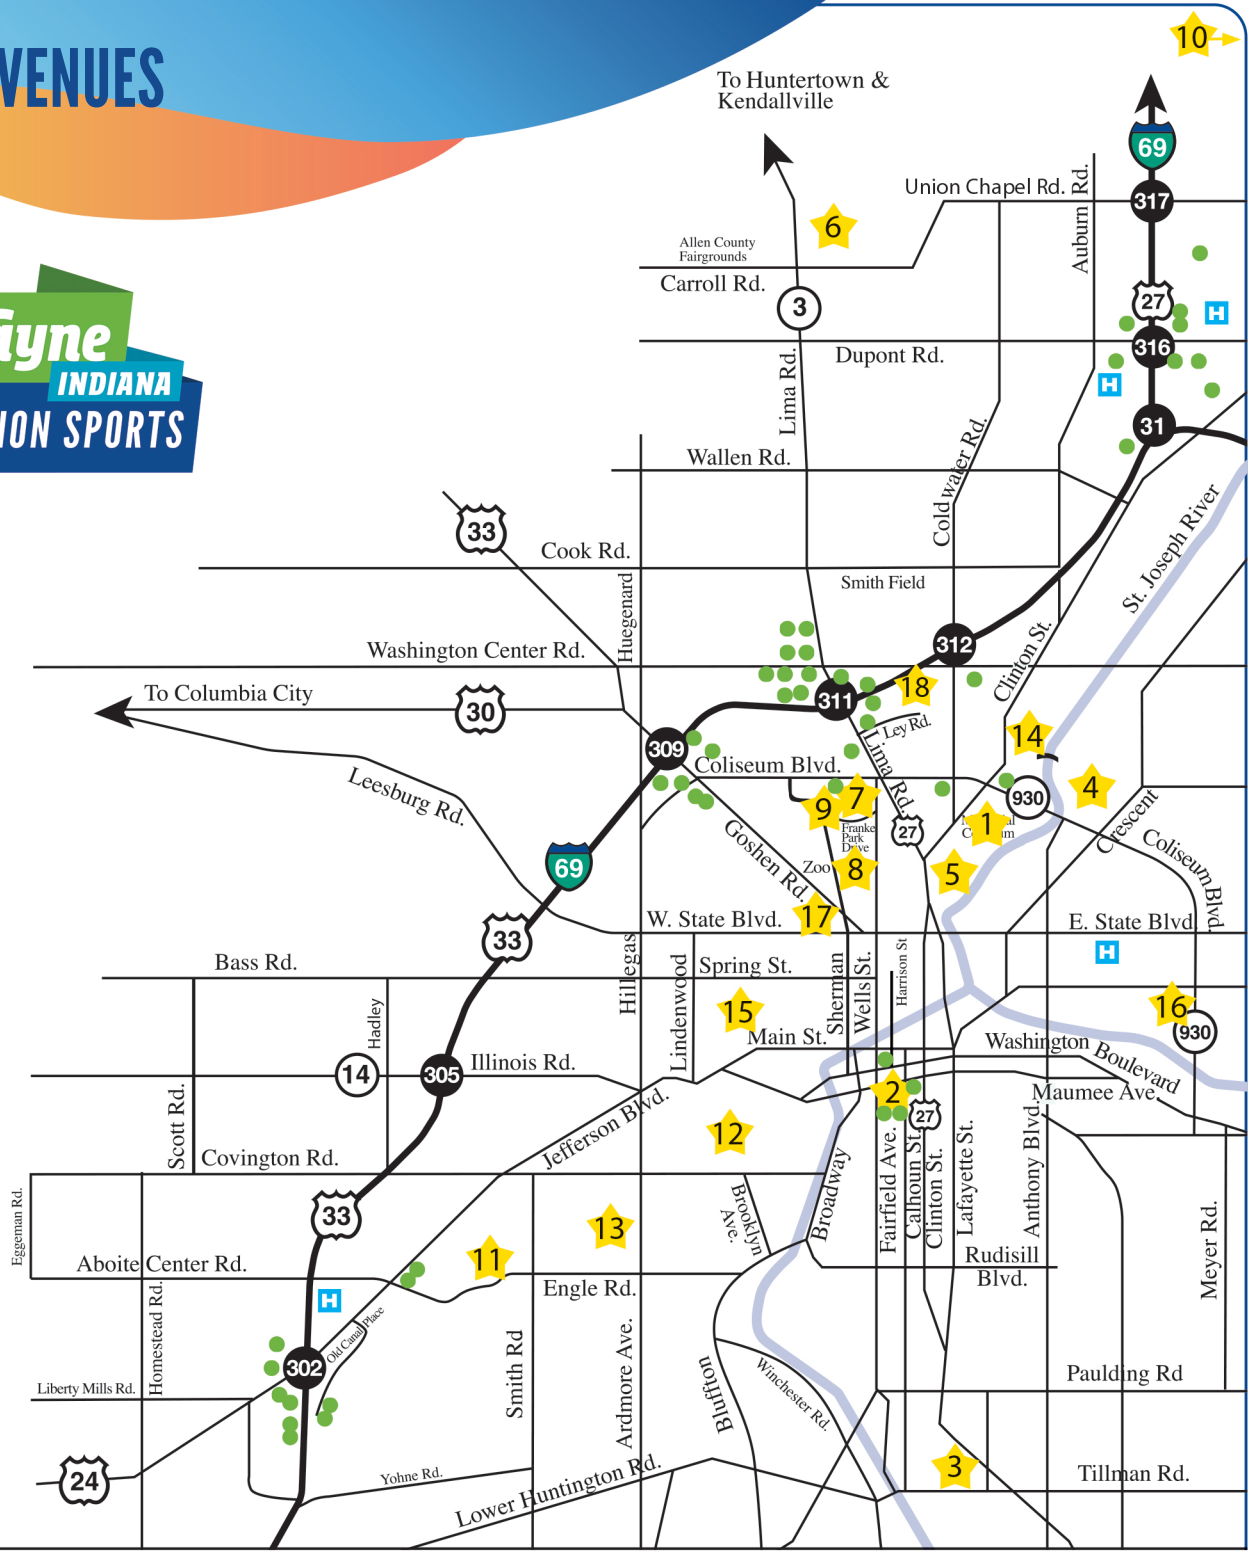 VENUES
10
To Huntertown &
Kendallville
69
Union Chapel Rd.
317
Auburn Rd.
6
Allen County
Fairgrounds
Carroll Rd.
3
27
H
316
Dupont Rd.
H
Lima Rd.
ayne
INDIANA
ION SPORTS
31
Wallen Rd.
Coldwater Rd.
33
Cook Rd.
Smith Field
St. Joseph River
Huegenard
312
Washington Center Rd.
Clinton St.
To Columbia City
30
311
18
Ley Rd.
309
14
Coliseum Blvd.
Lima Rd.
Leesburg Rd.
9
7
930
4
Crescent
Franke
Park
Drive
27
1
Goshen Rd.
Coliseum Blvd.
69
Zoo
8
5
17
W. State Blvd.
E. State Blvd.
33
H
Bass Rd.
Hillegas
Lindenwood
Spring St.
Sherman
Wells St.
Harrison St
15
16
930
Hadley
Main St.
Washington Boulevard
14
305
Illinois Rd.
2
Maumee Ave.
27
Scott Rd.
Jefferson Blvd.
12
Covington Rd.
Eggeman Rd.
33
Brooklyn
Ave.
Broadway
Fairfield Ave.
Calhoun St.
Clinton St.
Lafayette St.
Anthony Blvd.
Meyer Rd.
13
11
Aboite Center Rd.
Engle Rd.
Rudisill
Blvd.
H
Homestead Rd.
Old Canal Place
302
Smith Rd
Ardmore Ave.
Bluffton
Winchester Rd.
Paulding Rd
Liberty Mills Rd.
24
Yohne Rd.
Lower Huntington Rd.
3
Tillman Rd.